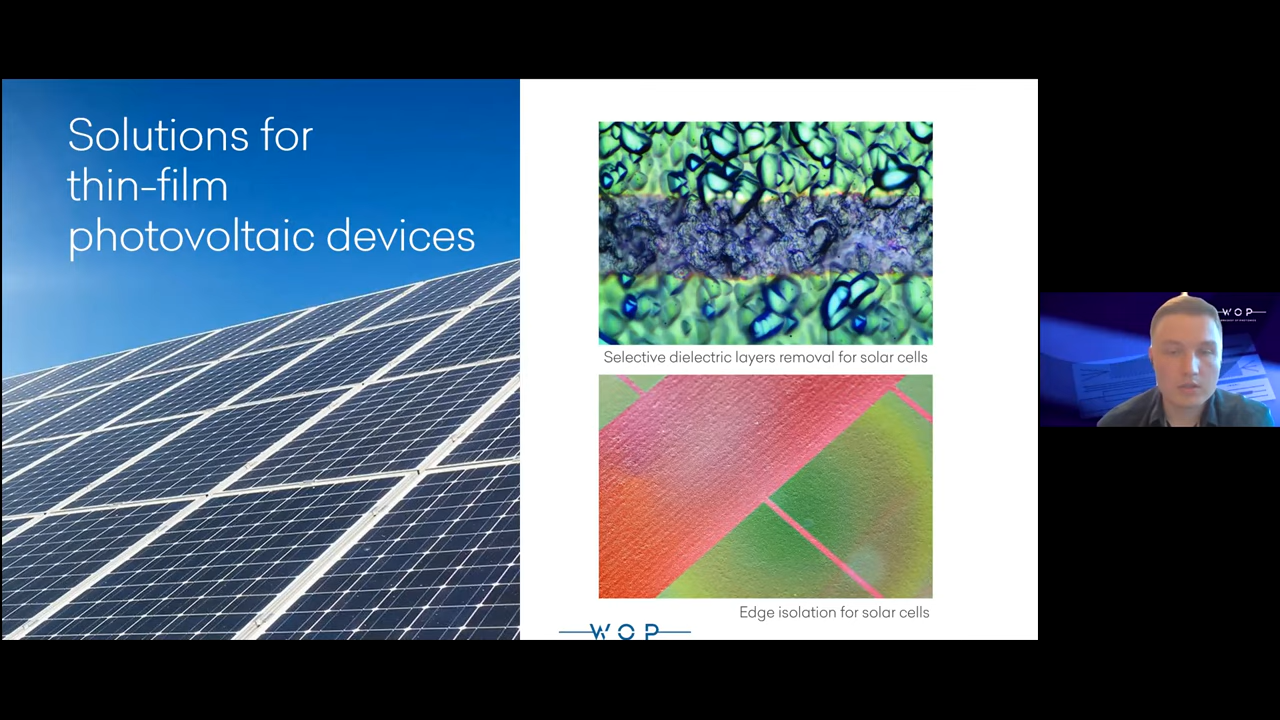 Solutions for
thin-film
photovoltaic devices
Selective dielectric layers removal for solar cells
Edge isolation for solar cells
WOP
WOP